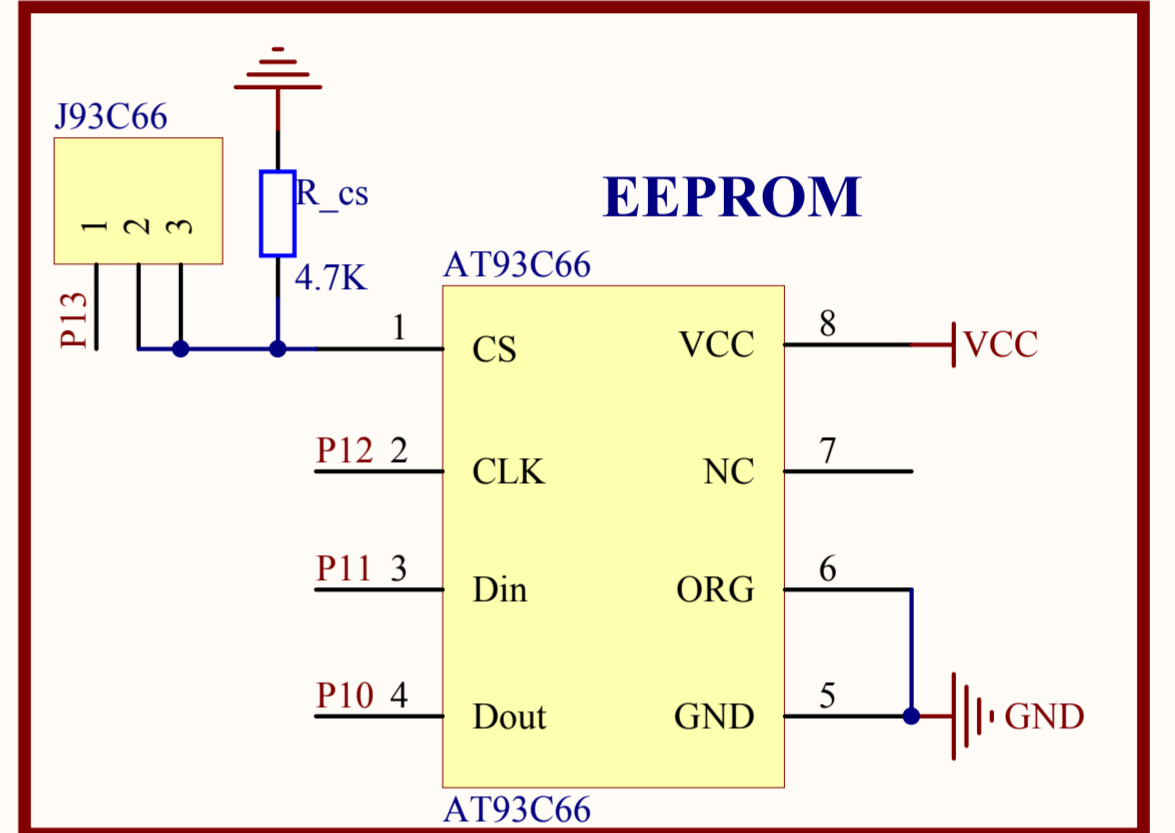 J93C66
1
2
3
P13
R_cs
4.7K
EEPROM
AT93C66
1
CS
VCC
8
VCC
P12
2
CLK
NC
7
P11
3
Din
ORG
6
P10
4
Dout
GND
5
GND
AT93C66